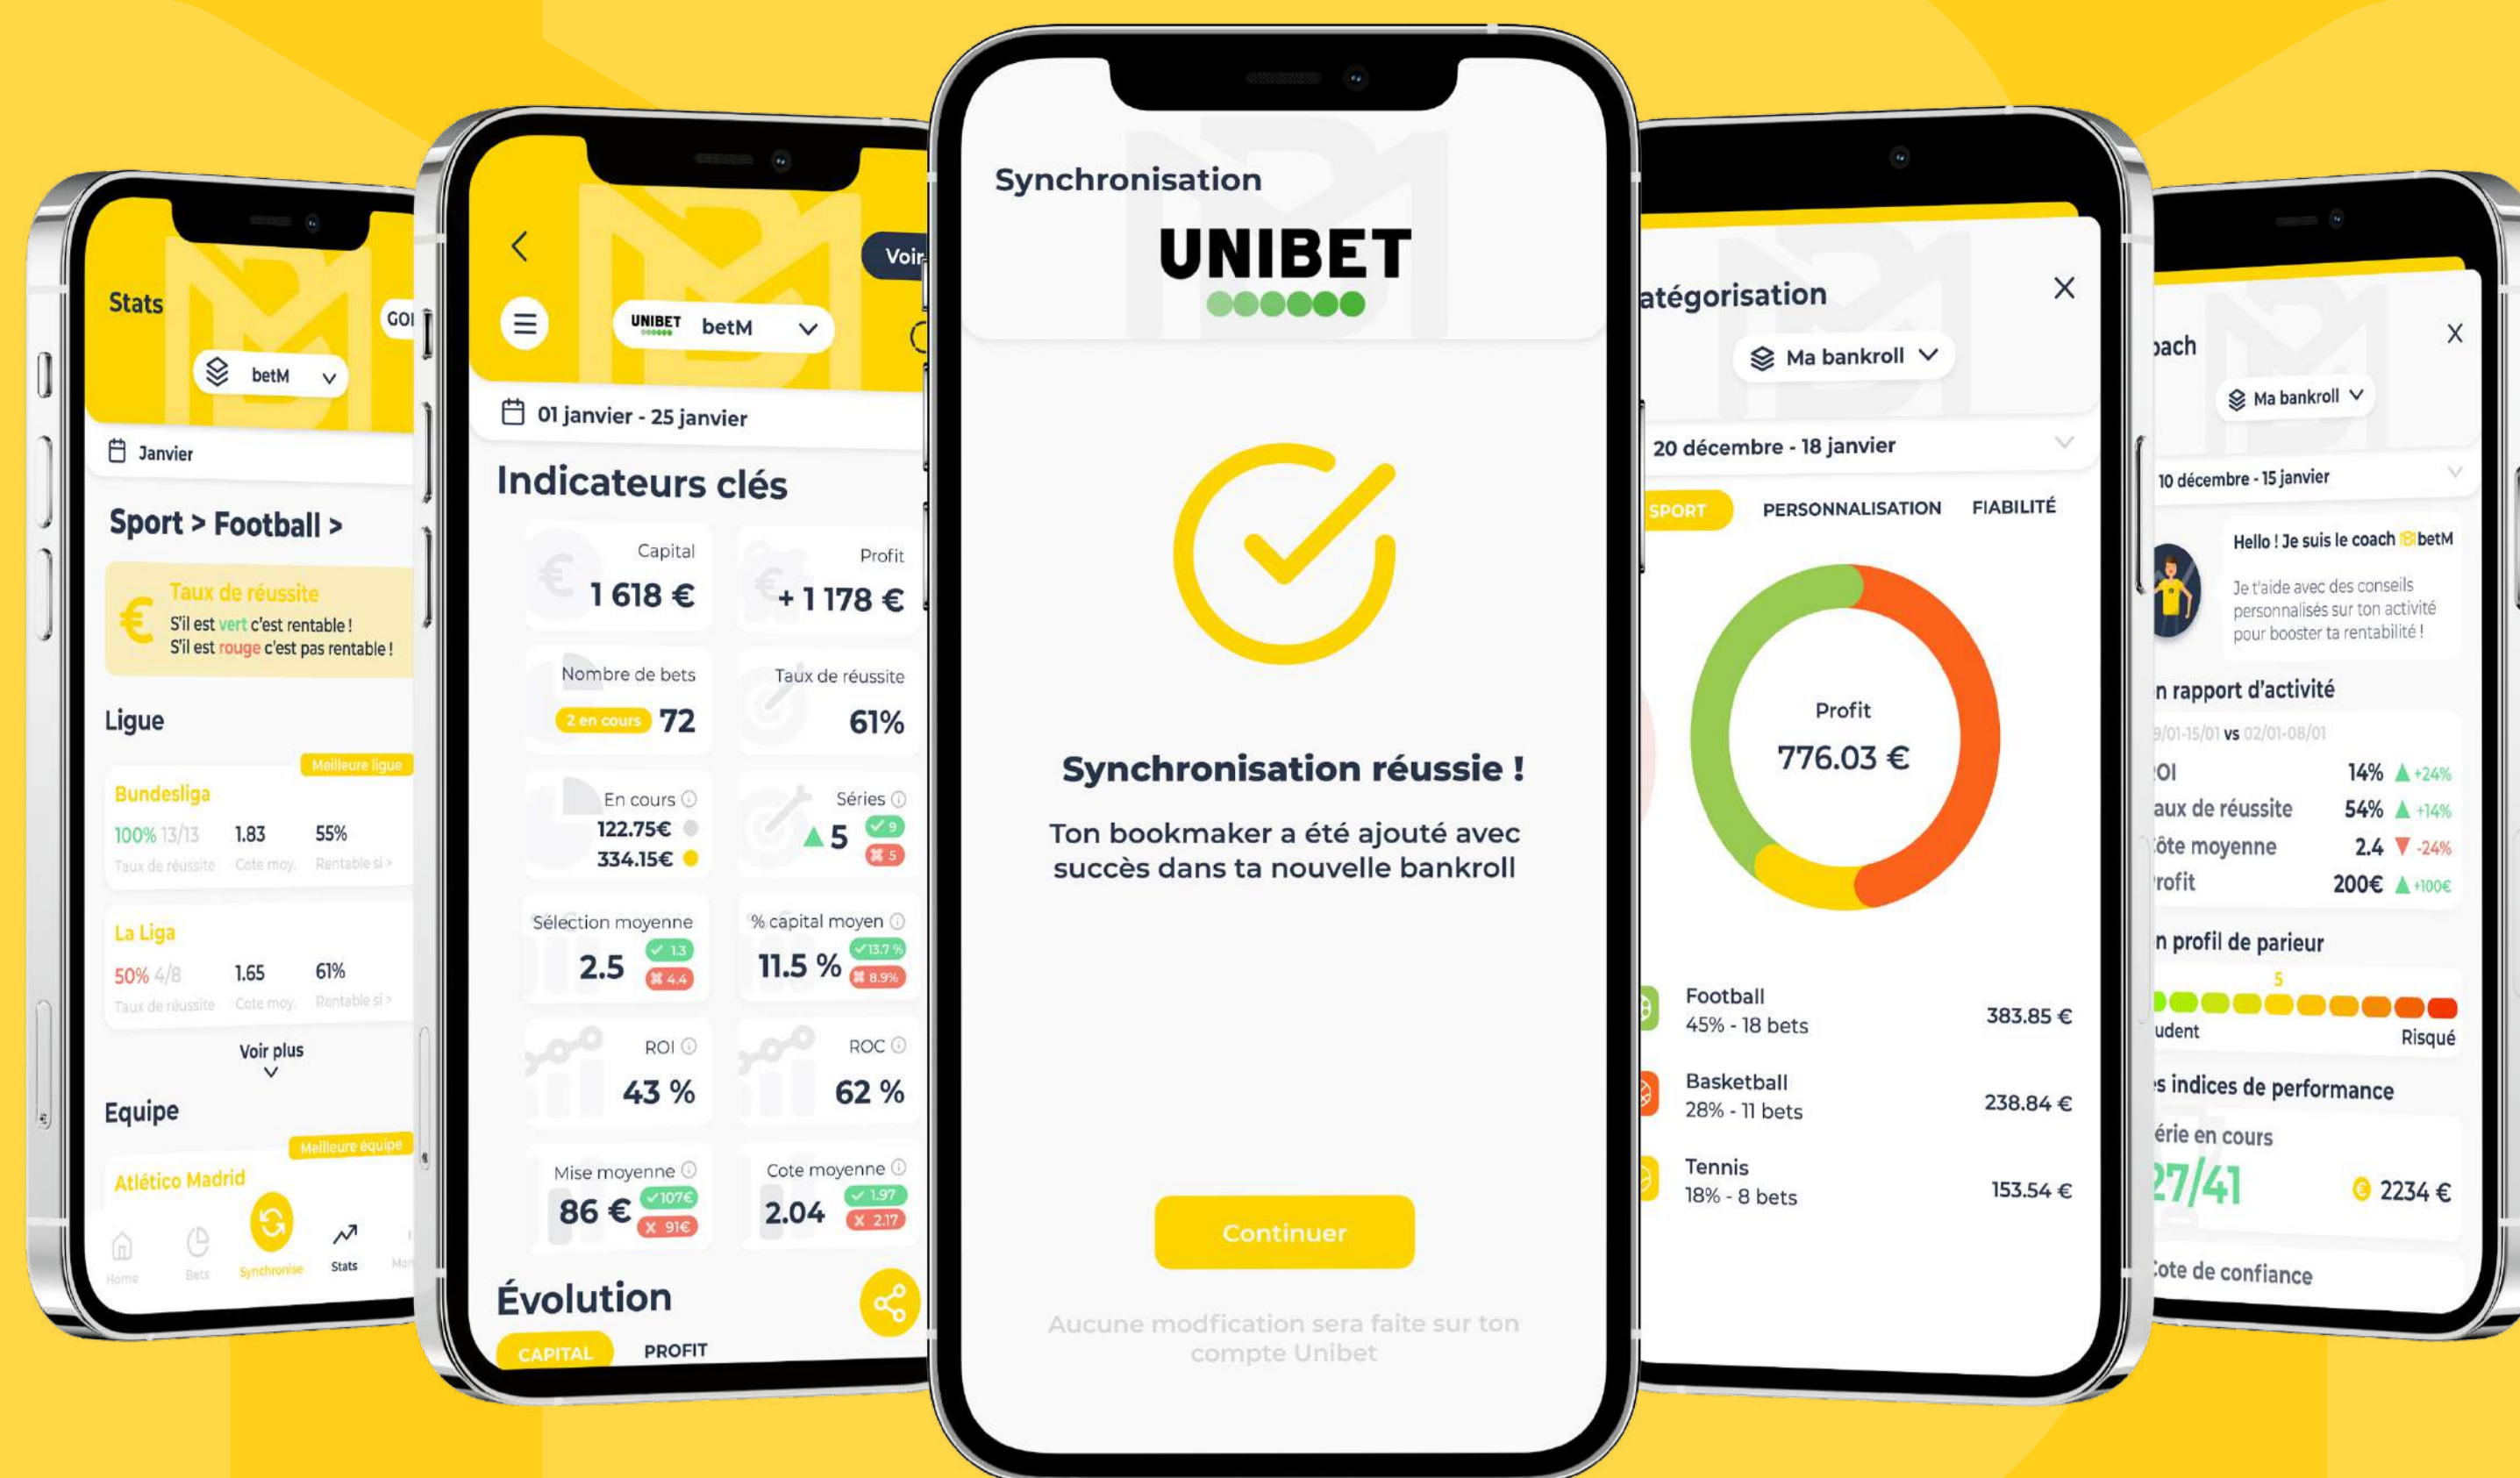 Stats
GO
betM
Janvier
Sport > Football >
Taux de réussite
S'il est vert c'est rentable !
S'il est rouge c'est pas rentable !
Ligue
Meilleure ligue
Bundesliga
100% 13/13 1.83 55%
Taux de réussite Cote moy. Rentable si >
La Liga
50% 4/8 1.65 61%
Taux de réussite Cote moy. Rentable si >
Voir plus
Equipe
Meilleure équipe
Atlético Madrid
Home Bets Synchronise Stats Mon
Voir
UNIBET betM
01 janvier - 25 janvier
Indicateurs clés
Capital
1 618 €
Profit
+ 1 178 €
Nombre de bets
2 en cours 72
Taux de réussite
61%
En cours
122.75€
334.15€
Séries
5 9
5
Sélection moyenne
2.5 1.3
4.4
% capital moyen
11.5 % 13.7 %
8.9%
ROI
43 %
ROC
62 %
Mise moyenne
86 € 107€
X 91€
Cote moyenne
2.04 1.97
X 2.17
Évolution
CAPITAL PROFIT
Synchronisation
UNIBET
Synchronisation réussie !
Ton bookmaker a été ajouté avec
succès dans ta nouvelle bankroll
Continuer
Aucune modfication sera faite sur ton
compte Unibet
atégorisation
Ma bankroll
20 décembre - 18 janvier
SPORT PERSONNALISATION FIABILITÉ
Profit
776.03 €
Football
45% - 18 bets
383.85 €
Basketball
28% - 11 bets
238.84 €
Tennis
18% - 8 bets
153.54 €
oach
Ma bankroll
10 décembre - 15 janvier
Hello ! Je suis le coach betM
Je t'aide avec des conseils
personnalisés sur ton activité
pour booster ta rentabilité !
n rapport d'activité
9/01-15/01 vs 02/01-08/01
OI 14% +24%
aux de réussite 54% +14%
ôte moyenne 2.4 -24%
rofit 200€ +100€
n profil de parieur
5
udent Risqué
s indices de performance
érie en cours
27/41 2234 €
ote de confiance